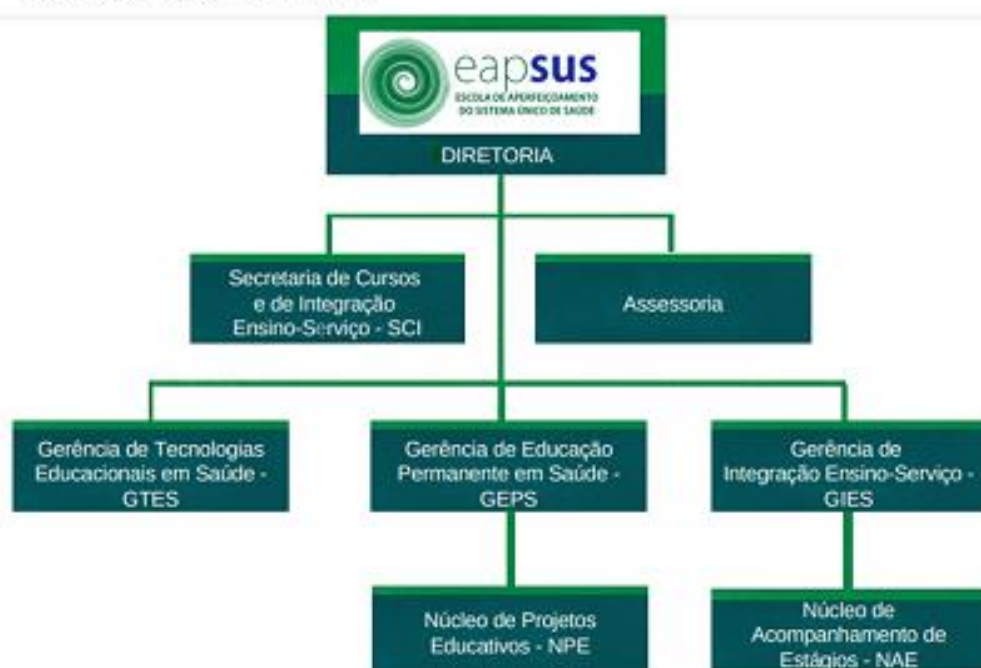 eapsus
ESCOLA DE APERFEIÇOAMENTO
DO SISTEMA ÚNICO DE SAÚDE
DIRETORIA
Secretaria de Cursos
e de Integração
Ensino-Serviço - SCI
Assessoria
Gerência de Tecnologias
Educacionais em Saúde -
GTES
Gerência de Educação
Permanente em Saúde -
GEPS
Gerência de
Integração Ensino-Serviço -
GIES
Núcleo de Projetos
Educativos - NPE
Núcleo de
Acompanhamento de
Estágios - NAE